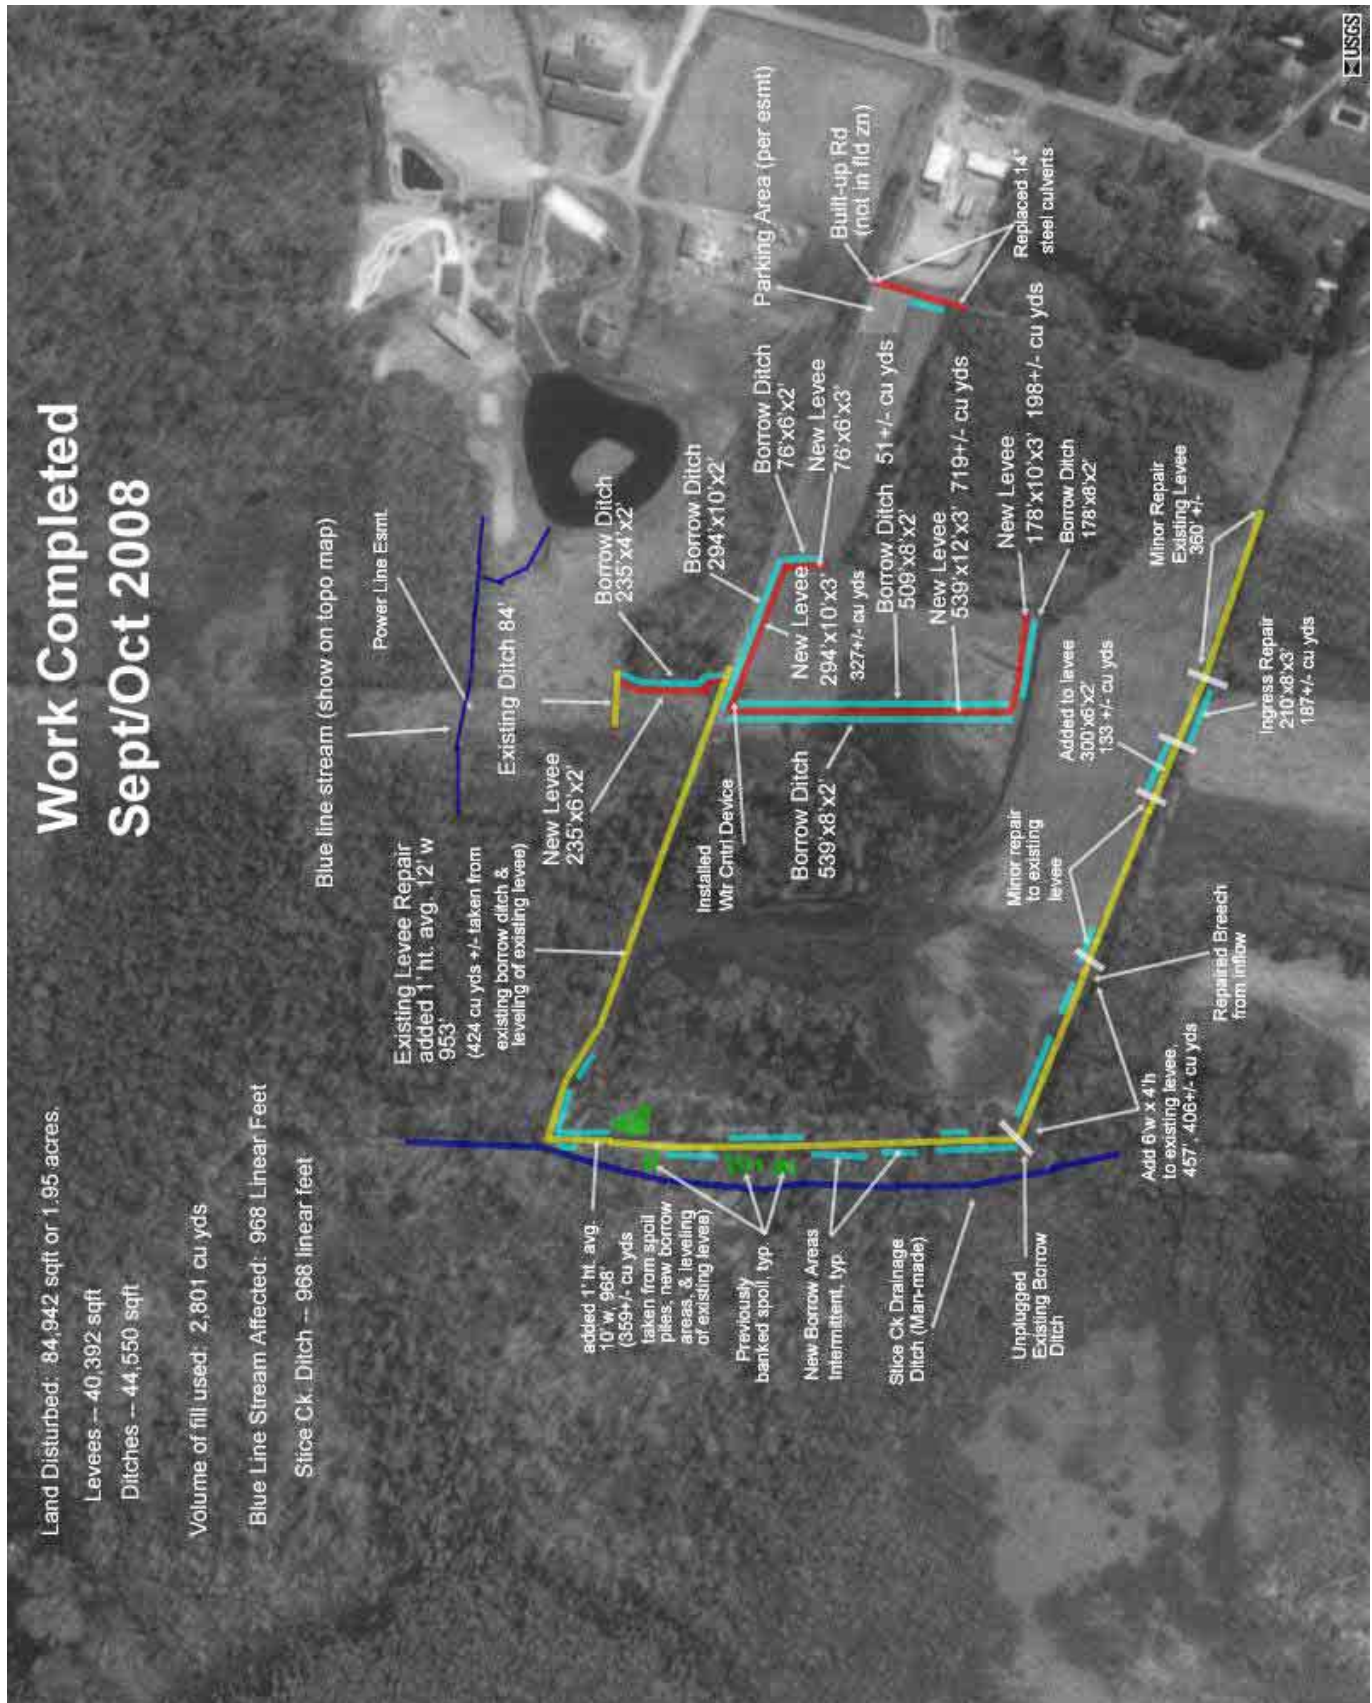 Work Completed
Sept/Oct 2008
Land Disturbed: 84,942 sqft or 1.95 acres.
Levees – 40,392 sqft
Ditches – 44,550 sqft
Volume of fill used: 2,801 cu yds
Blue Line Stream Affected: 968 Linear Feet
Stice Ck. Ditch – 968 linear feet
Blue line stream (show on topo map)
Power Line Esmt.
Existing Levee Repair
added 1' ht. avg. 12' w
953'
(424 cu yds +/- taken from
existing borrow ditch &
leveling of existing levee)
Existing Ditch 84'
New Levee
235'x6'x2'
Borrow Ditch
235'x4'x2'
Borrow Ditch
294'x10'x2'
Borrow Ditch
76'x6'x2'
New Levee
76'x6'x3'
51+/- cu yds
Parking Area (per esmt)
Built-up Rd
(not in fld zn)
Replaced 14"
steel culverts
Installed
Wtr Cntrl Device
New Levee
294'x10'x3'
327+/- cu yds
Borrow Ditch
539'x8'x2'
Borrow Ditch
509'x8'x2'
New Levee
539'x12'x3' 719+/- cu yds
New Levee
178'x10'x3' 198+/- cu yds
Borrow Ditch
178'x8'x2'
added 1' ht. avg
10' w, 968'
(359+/- cu yds
taken from spoil
piles, new borrow
areas, & leveling
of existing levee)
Previously
banked spoil, typ.
New Borrow Areas
Intermittent, typ.
Stice Ck Drainage
Ditch (Man-made)
Unplugged
Existing Borrow
Ditch
Add 6'w x 4'h
to existing levee,
457', 406+/- cu yds
Repaired Breech
from inflow
Minor repair
to existing
levee
Added to levee
300'x6'x2'
133 +/- cu yds
Ingress Repair
210'x8'x3'
187+/- cu yds
Minor Repair
Existing Levee
360' +/-
USGS